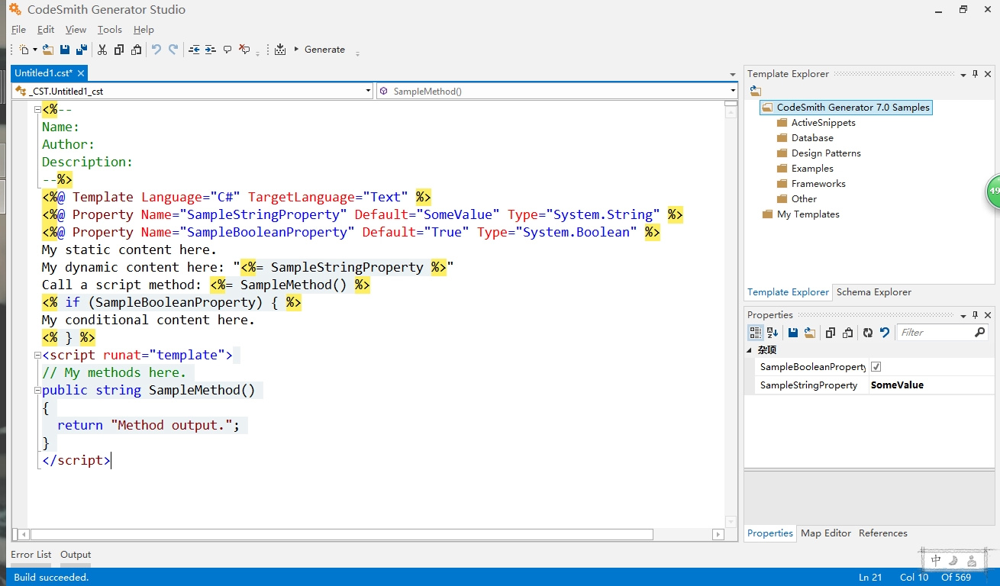 CodeSmith Generator Studio
File Edit View Tools Help
Generate
Untitled1.cst*
_CST.Untitled1_cst SampleMethod()
<%--
Name:
Author:
Description:
--%>
<%@ Template Language="C#" TargetLanguage="Text" %>
<%@ Property Name="SampleStringProperty" Default="SomeValue" Type="System.String" %>
<%@ Property Name="SampleBooleanProperty" Default="True" Type="System.Boolean" %>
My static content here.
My dynamic content here: "<%= SampleStringProperty %>"
Call a script method: <%= SampleMethod() %>
<% if (SampleBooleanProperty) { %>
My conditional content here.
<% } %>
<script runat="template">
// My methods here.
public string SampleMethod()
{
return "Method output.";
}
</script>
Template Explorer
CodeSmith Generator 7.0 Samples
ActiveSnippets
Database
Design Patterns
Examples
Frameworks
Other
My Templates
49
Template Explorer Schema Explorer
Properties
Filter
杂项
SampleBooleanProperty
SampleStringProperty SomeValue
Properties Map Editor References
Error List Output
中
Build succeeded. Ln 21 Col 10 Of 569